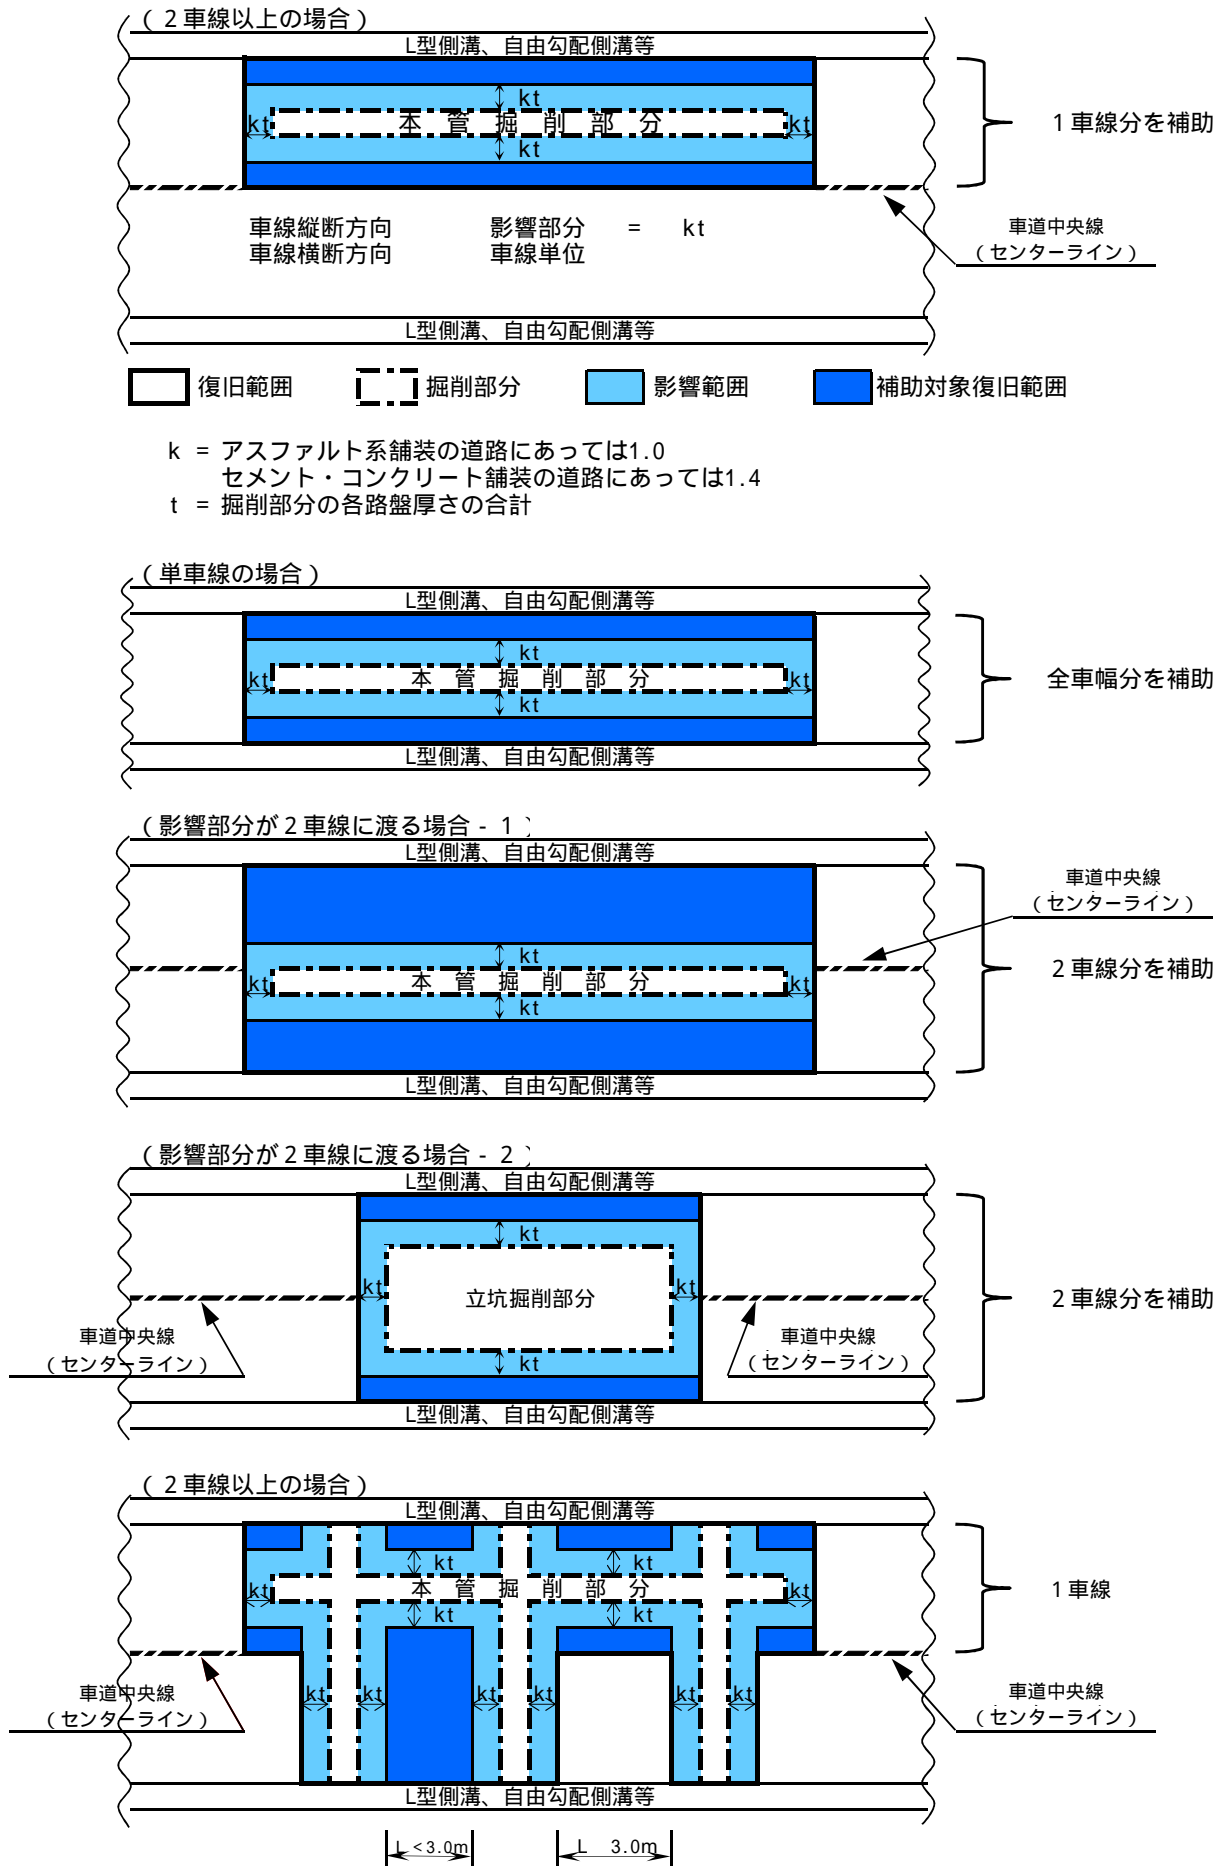 （２車線以上の場合）
L型側溝、自由勾配側溝等
kt
kt 本管掘削部分 kt
kt
１車線分を補助
車線縦断方向 影響部分 = kt
車線横断方向 車線単位
車道中央線
（センターライン）
L型側溝、自由勾配側溝等
復旧範囲 掘削部分 影響範囲 補助対象復旧範囲
k = アスファルト系舗装の道路にあっては1.0
セメント・コンクリート舗装の道路にあっては1.4
t = 掘削部分の各路盤厚さの合計
（単車線の場合）
L型側溝、自由勾配側溝等
kt
kt 本管掘削部分 kt
kt
全車幅分を補助
L型側溝、自由勾配側溝等
（影響部分が２車線に渡る場合 - 1）
L型側溝、自由勾配側溝等
車道中央線
（センターライン）
kt
kt 本管掘削部分 kt
kt
２車線分を補助
L型側溝、自由勾配側溝等
（影響部分が２車線に渡る場合 - 2）
L型側溝、自由勾配側溝等
kt
kt 立坑掘削部分 kt
２車線分を補助
車道中央線
（センターライン）
kt
車道中央線
（センターライン）
L型側溝、自由勾配側溝等
（２車線以上の場合）
L型側溝、自由勾配側溝等
kt kt
kt 本管掘削部分 kt
kt kt
１車線
車道中央線
（センターライン）
kt kt kt kt kt kt
車道中央線
（センターライン）
L型側溝、自由勾配側溝等
L <3.0m L 3.0m